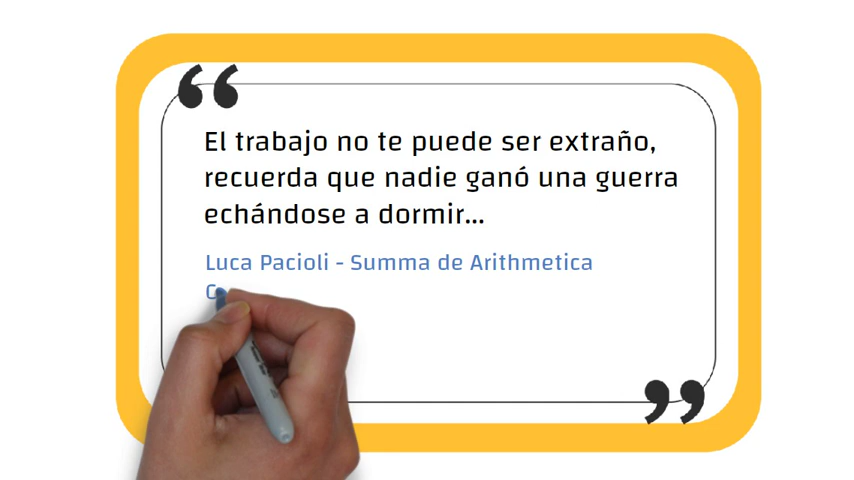 El trabajo no te puede ser extraño,
recuerda que nadie ganó una guerra
echándose a dormir...
Luca Pacioli - Summa de Arithmetica